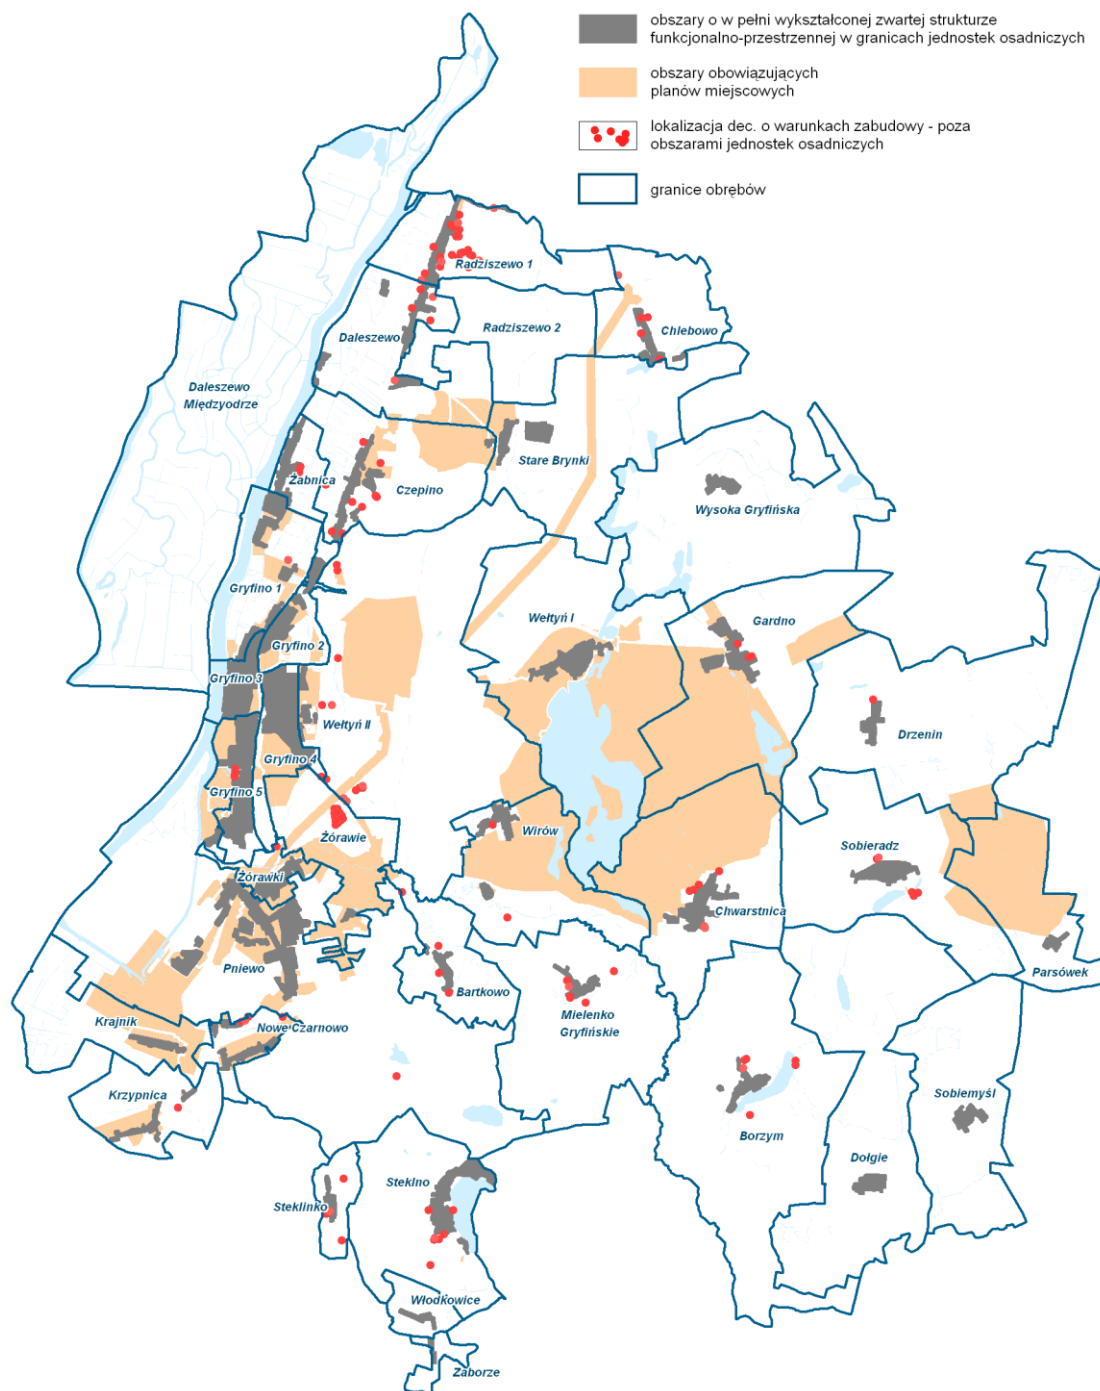 obszary o w pełni wykształconej zwartej strukturze
funkcjonalno-przestrzennej w granicach jednostek osadniczych
obszary obowiązujących
planów miejscowych
lokalizacja dec. o warunkach zabudowy - poza
obszarami jednostek osadniczych
granice obrębów
Radziszewo 1
Radziszewo 2
Chlebowo
Daleszewo
Daleszewo
Międzyodrze
Stare Brynki
Żabnica
Czepino
Wysoka Gryfińska
Gryfino 1
Wełtyń I
Gardno
Gryfino 2
Gryfino 3
Wełtyń II
Drzenin
Gryfino 4
Gryfino 5
Żórawie
Wirów
Sobieradz
Żórawki
Chwarstnica
Pniewo
Bartkowo
Parsówek
Mielenko
Gryfińskie
Krajnik
Nowe Czarnowo
Krzypnica
Sobiemyśl
Borzym
Dołgie
Steklno
Steklinko
Włodkowice
Zaborze